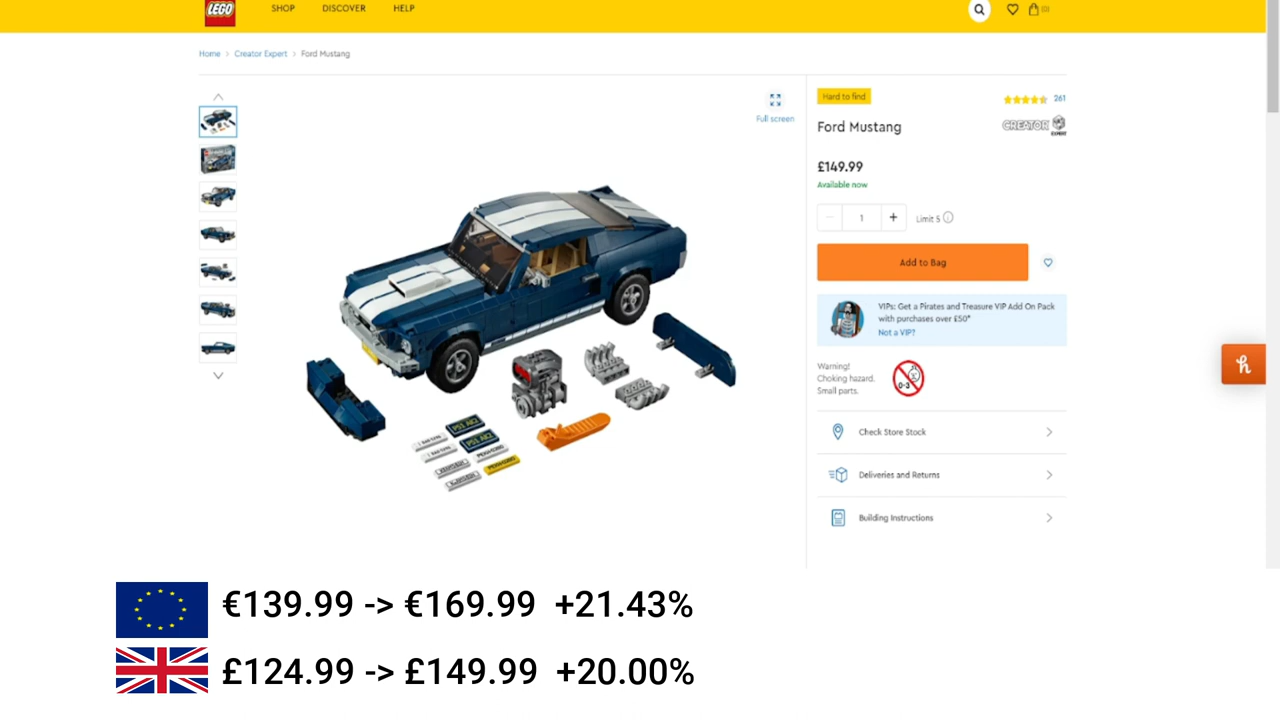 LEGO
SHOP DISCOVER HELP
Home > Creator Expert > Ford Mustang
Full screen
Hard to find
261
Ford Mustang
CREATOR EXPERT
£149.99
Available now
1
Limit 5
Add to Bag
VIPs: Get a Pirates and Treasure VIP Add On Pack
with purchases over £50*
Not a VIP?
Warning!
Choking hazard.
Small parts.
0-3
Check Store Stock
Deliveries and Returns
Building Instructions
€139.99 -> €169.99 +21.43%
£124.99 -> £149.99 +20.00%